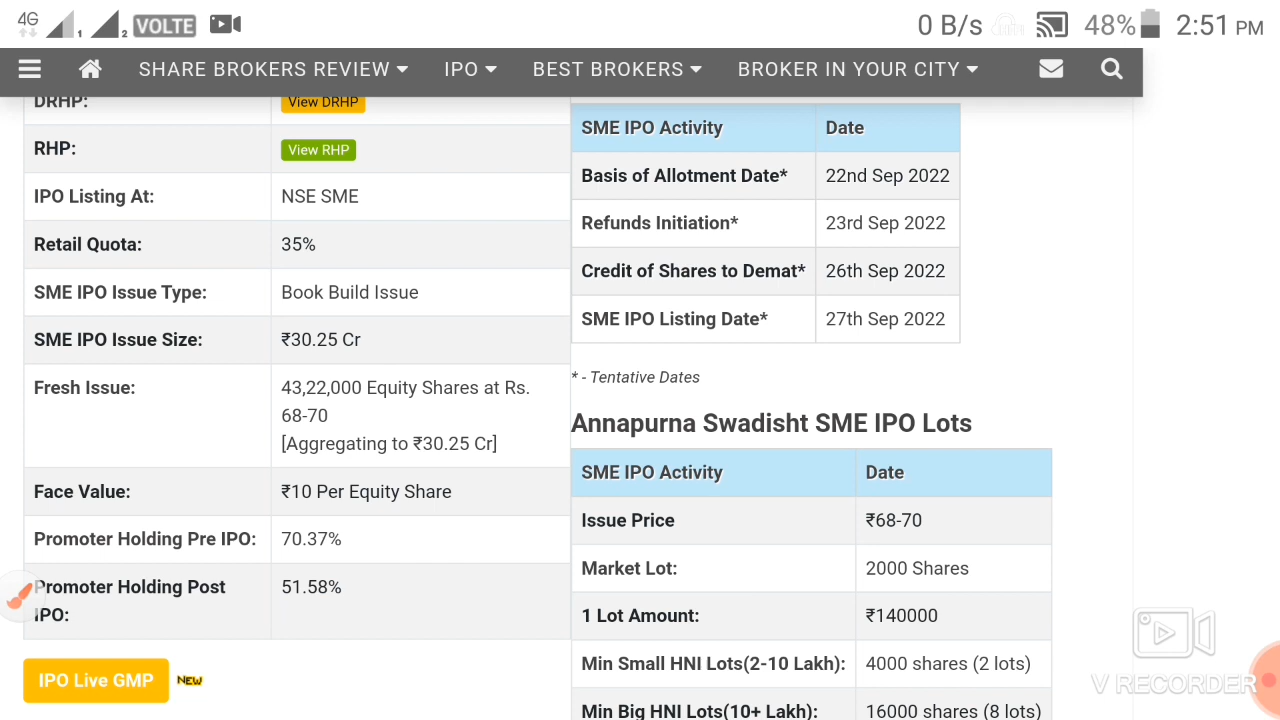 4G 1 2 VOLTE 0 B/s 48% 2:51 PM
SHARE BROKERS REVIEW IPO BEST BROKERS BROKER IN YOUR CITY
DRHP: View DRHP
RHP: View RHP
IPO Listing At: NSE SME
Retail Quota: 35%
SME IPO Issue Type: Book Build Issue
SME IPO Issue Size: ₹30.25 Cr
Fresh Issue: 43,22,000 Equity Shares at Rs.
68-70
[Aggregating to ₹30.25 Cr]
Face Value: ₹10 Per Equity Share
Promoter Holding Pre IPO: 70.37%
Promoter Holding Post 51.58%
IPO:
IPO Live GMP NEW
SME IPO Activity Date
Basis of Allotment Date* 22nd Sep 2022
Refunds Initiation* 23rd Sep 2022
Credit of Shares to Demat* 26th Sep 2022
SME IPO Listing Date* 27th Sep 2022
* - Tentative Dates
Annapurna Swadisht SME IPO Lots
SME IPO Activity Date
Issue Price ₹68-70
Market Lot: 2000 Shares
1 Lot Amount: ₹140000
Min Small HNI Lots(2-10 Lakh): 4000 shares (2 lots)
Min Big HNI Lots(10+ Lakh): 16000 shares (8 lots)
V RECORDER